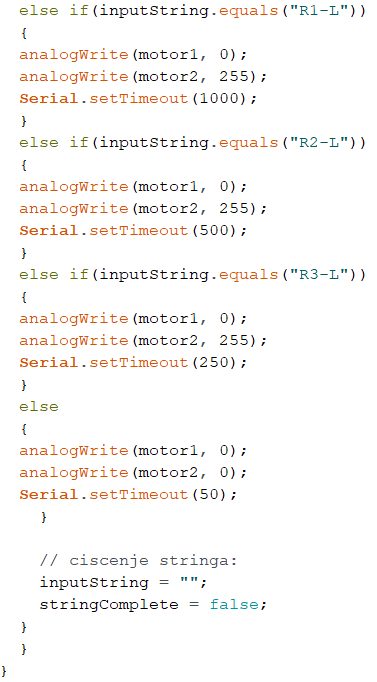 else if(inputString.equals("R1-L"))
{
analogWrite(motor1, 0);
analogWrite(motor2, 255);
Serial.setTimeout(1000);
}
else if(inputString.equals("R2-L"))
{
analogWrite(motor1, 0);
analogWrite(motor2, 255);
Serial.setTimeout(500);
}
else if(inputString.equals("R3-L"))
{
analogWrite(motor1, 0);
analogWrite(motor2, 255);
Serial.setTimeout(250);
}
else
{
analogWrite(motor1, 0);
analogWrite(motor2, 0);
Serial.setTimeout(50);
}
// ciscenje stringa:
inputString = "";
stringComplete = false;
}
}
}